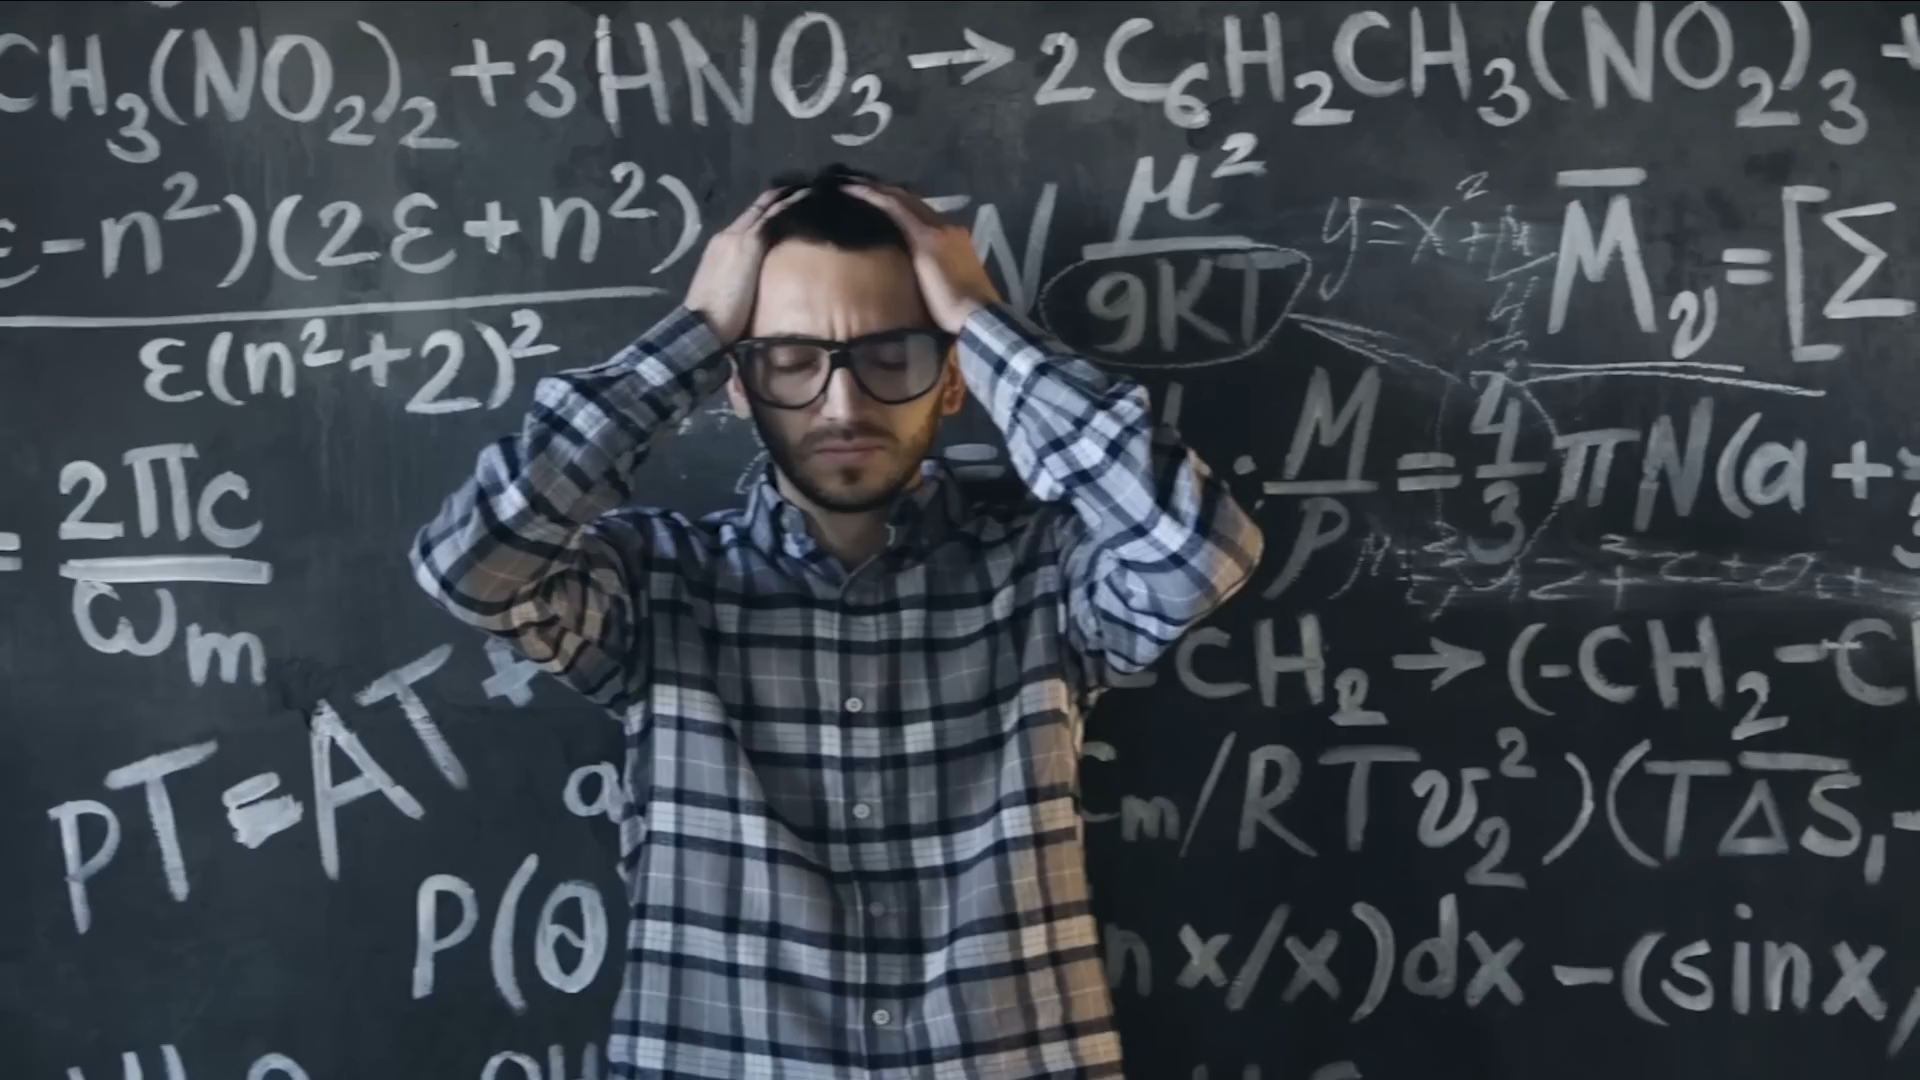 CH₃(NO₂)₂ +3HNO₃→2C₆H₂CH₃(NO₂)₃ +
ε-n²)(2ε+n²)
ε(n²+2)²
N μ²
9KT
y=x²+
M̅ᵥ=[Σ
= 2πc
ωm
M/P = 4/3 πN(a +
CH₂→(-CH₂-C
PT=AT+
a
m/RTv₂²)(TΔS̅₁-
P(θ
n x/x)dx -(sinx